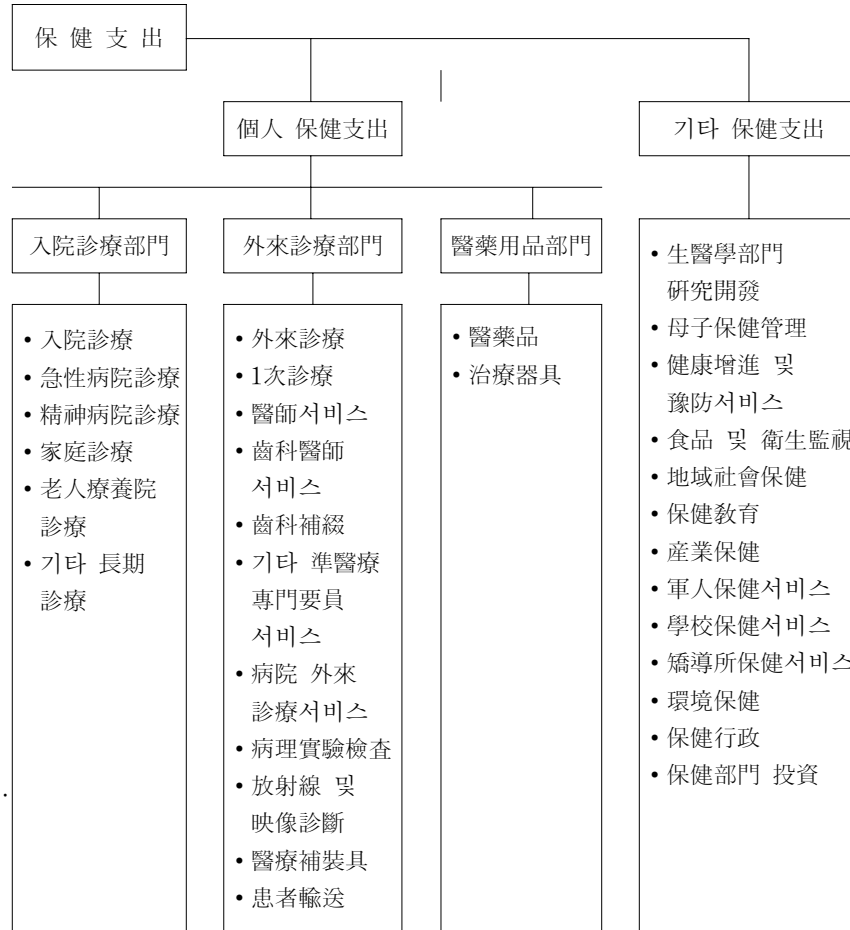 保 健 支 出
個人 保健支出
기타 保健支出
入院診療部門
外來診療部門
醫藥用品部門
• 入院診療
• 急性病院診療
• 精神病院診療
• 家庭診療
• 老人療養院
診療
• 기타 長期
診療
• 外來診療
• 1次診療
• 醫師서비스
• 齒科醫師
서비스
• 齒科補綴
• 기타 準醫療
專門要員
서비스
• 病院 外來
診療서비스
• 病理實驗檢査
• 放射線 및
映像診斷
• 醫療補裝具
• 患者輸送
• 醫藥品
• 治療器具
• 生醫學部門
硏究開發
• 母子保健管理
• 健康增進 및
豫防서비스
• 食品 및 衛生監視
• 地域社會保健
• 保健敎育
• 産業保健
• 軍人保健서비스
• 學校保健서비스
• 矯導所保健서비스
• 環境保健
• 保健行政
• 保健部門 投資